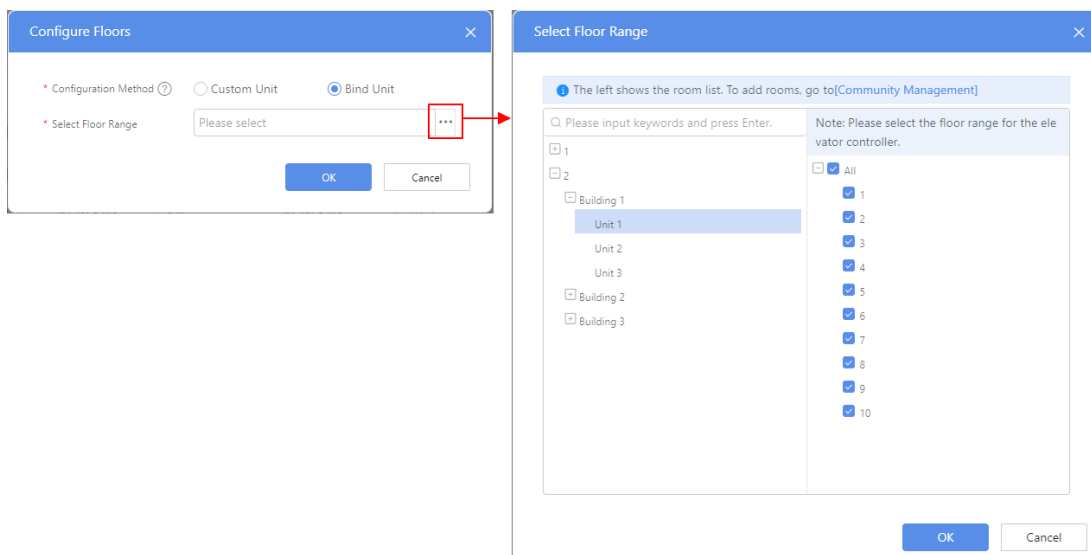 Configure Floors
* Configuration Method ? Custom Unit Bind Unit
* Select Floor Range Please select ...
OK Cancel
Select Floor Range
The left shows the room list. To add rooms, go to[Community Management]
Please input keywords and press Enter.
1
2
Building 1
Unit 1
Unit 2
Unit 3
Building 2
Building 3
Note: Please select the floor range for the ele
vator controller.
All
1
2
3
4
5
6
7
8
9
10
OK Cancel